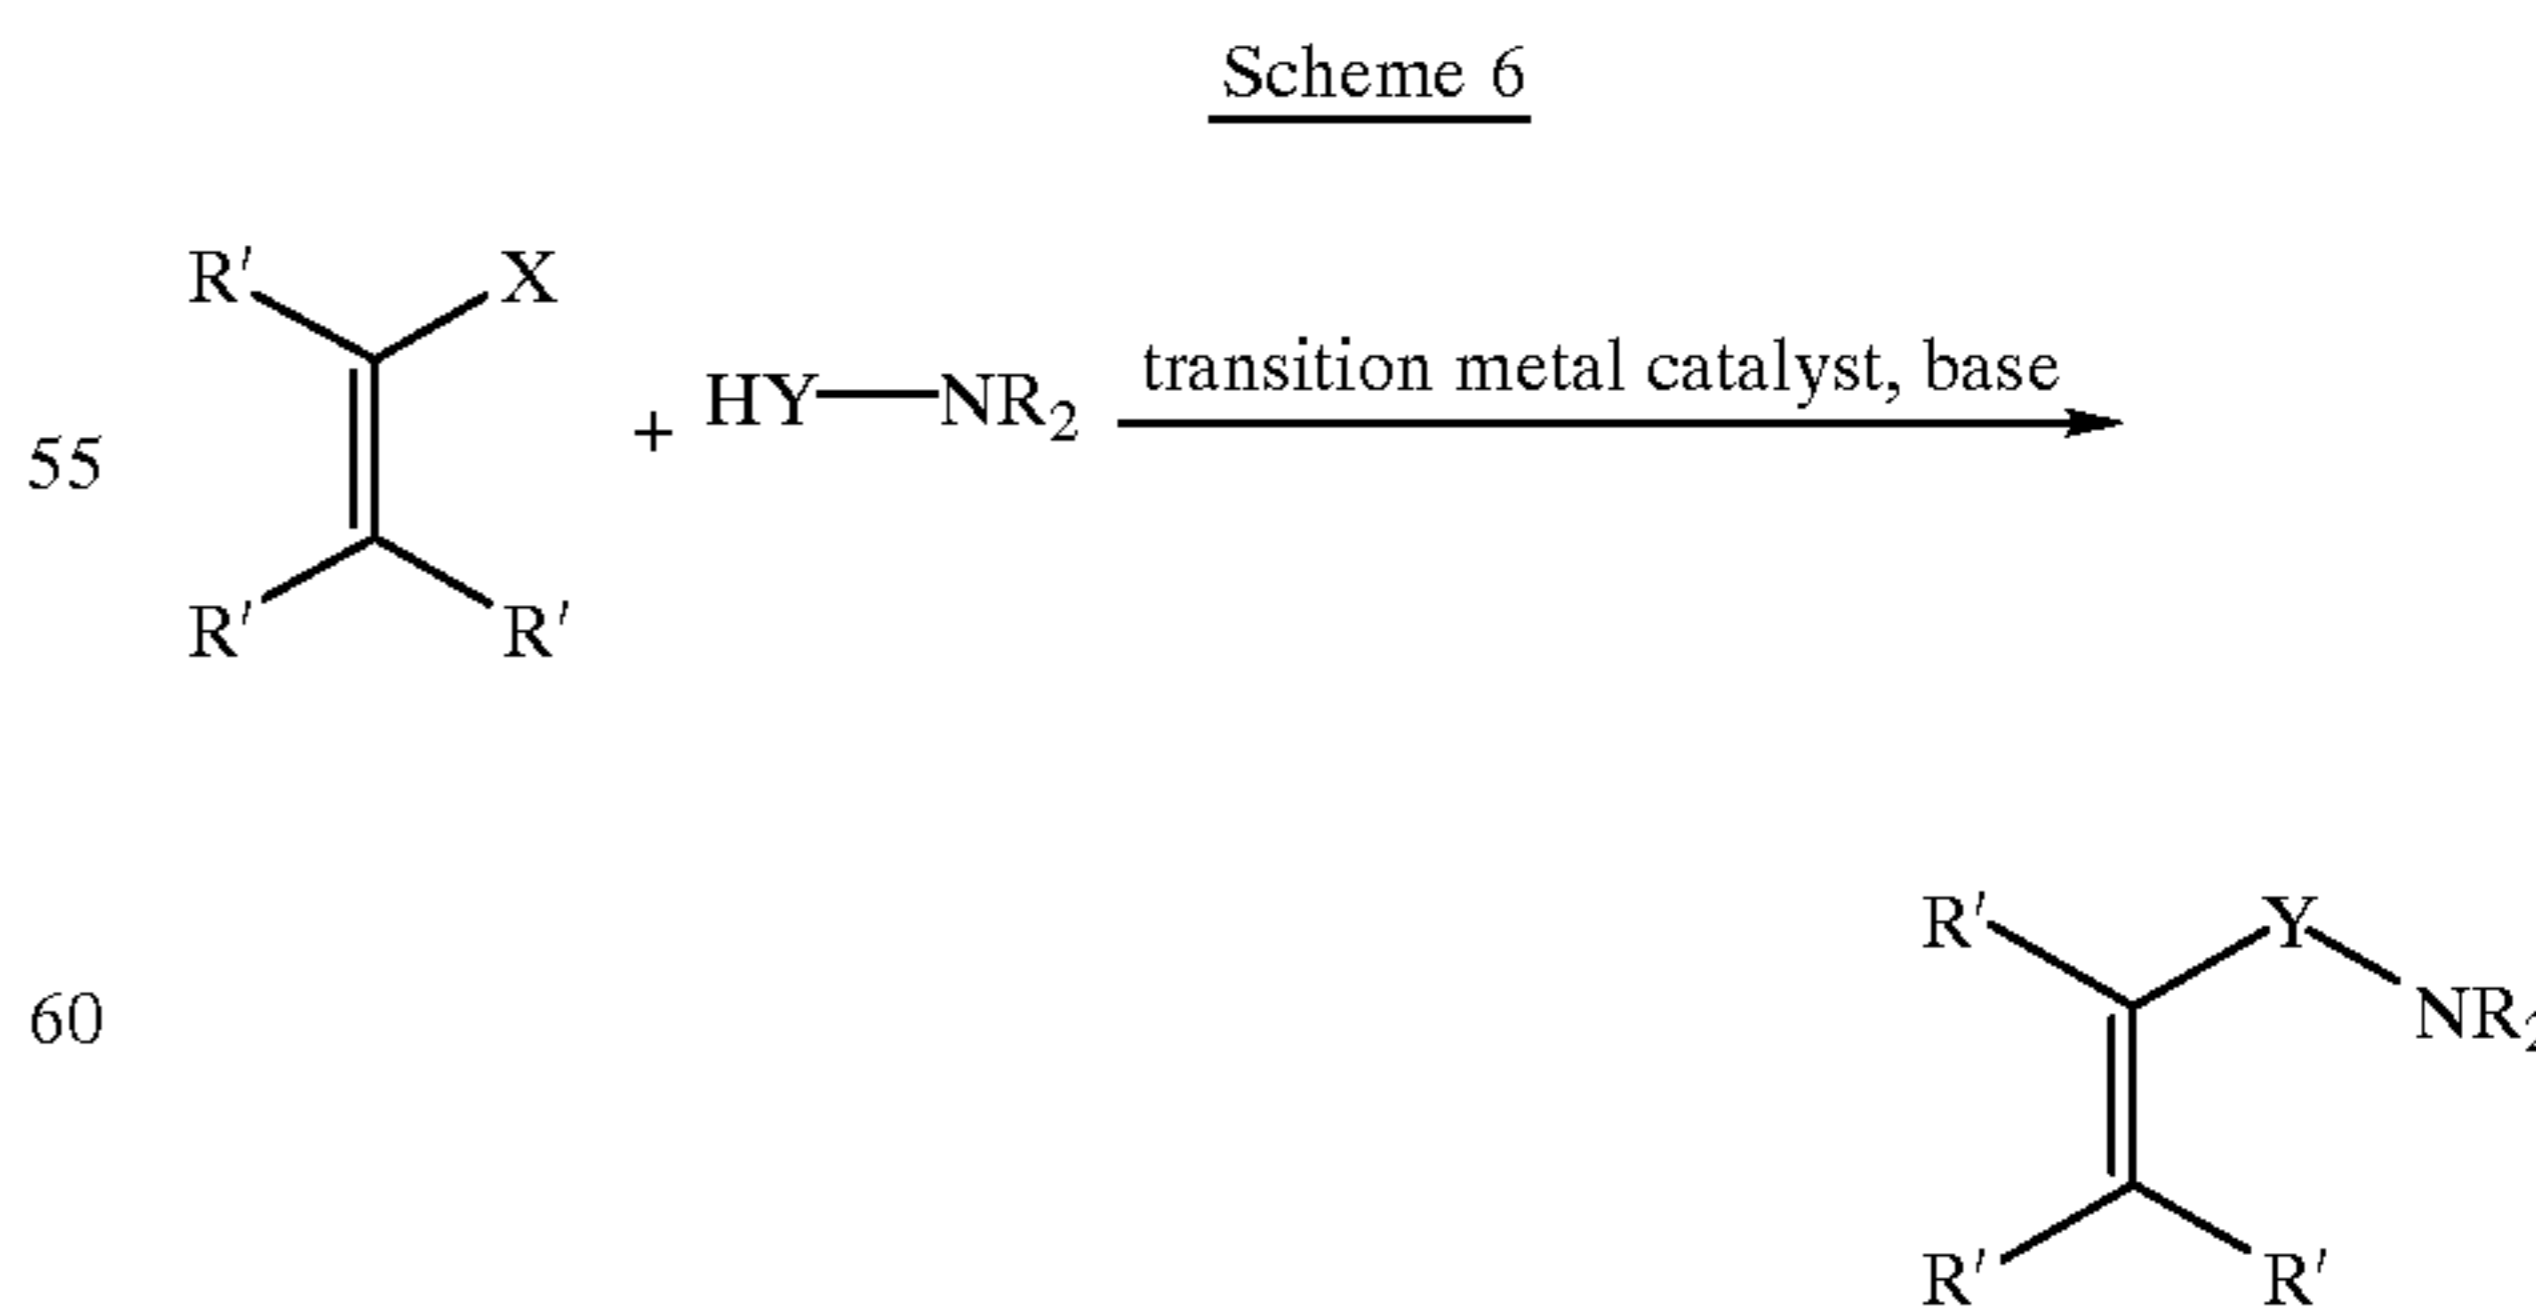 Scheme 6
R' X
55 + HY—NR2 transition metal catalyst, base
R' R'
R' Y
60 NR2
R' R'